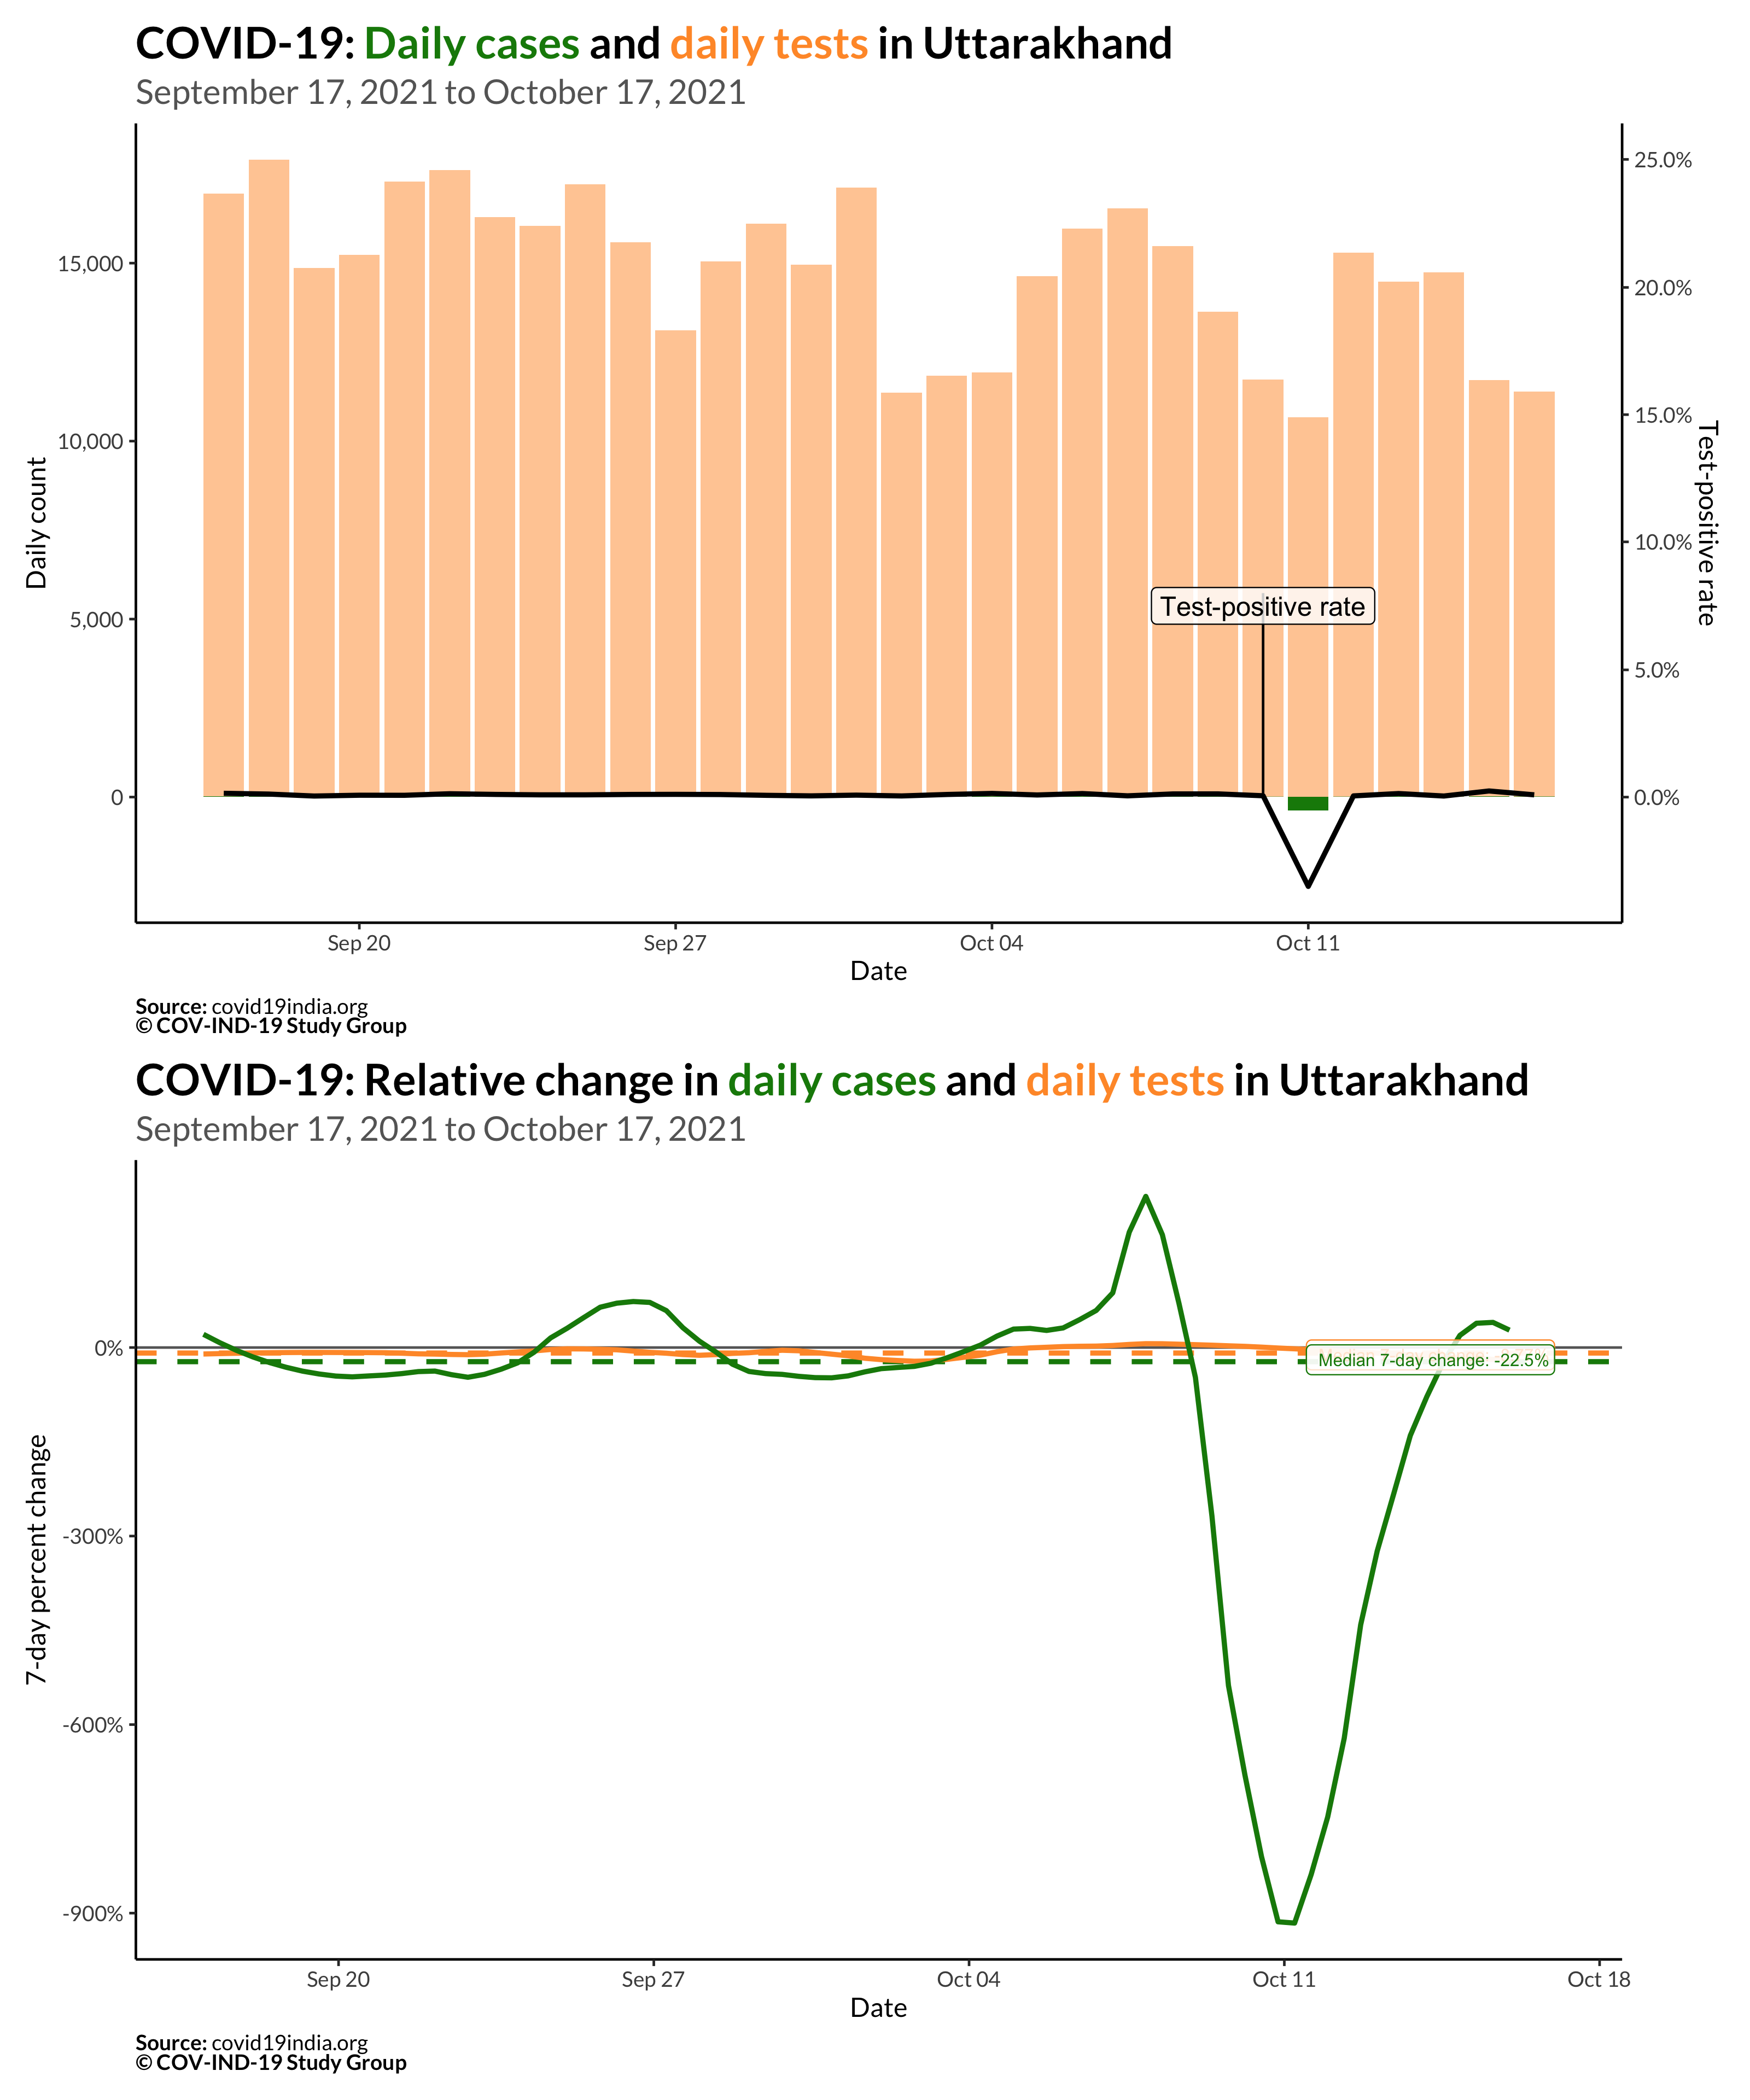 COVID-19: Daily cases and daily tests in Uttarakhand
September 17, 2021 to October 17, 2021
Daily count
15,000
10,000
5,000
0
25.0%
20.0%
15.0%
10.0%
5.0%
0.0%
Test-positive rate
Test-positive rate
Sep 20
Sep 27
Oct 04
Oct 11
Date
Source: covid19india.org
© COV-IND-19 Study Group
COVID-19: Relative change in daily cases and daily tests in Uttarakhand
September 17, 2021 to October 17, 2021
7-day percent change
0%
-300%
-600%
-900%
Median 7-day change: -22.5%
Sep 20
Sep 27
Oct 04
Oct 11
Oct 18
Date
Source: covid19india.org
© COV-IND-19 Study Group